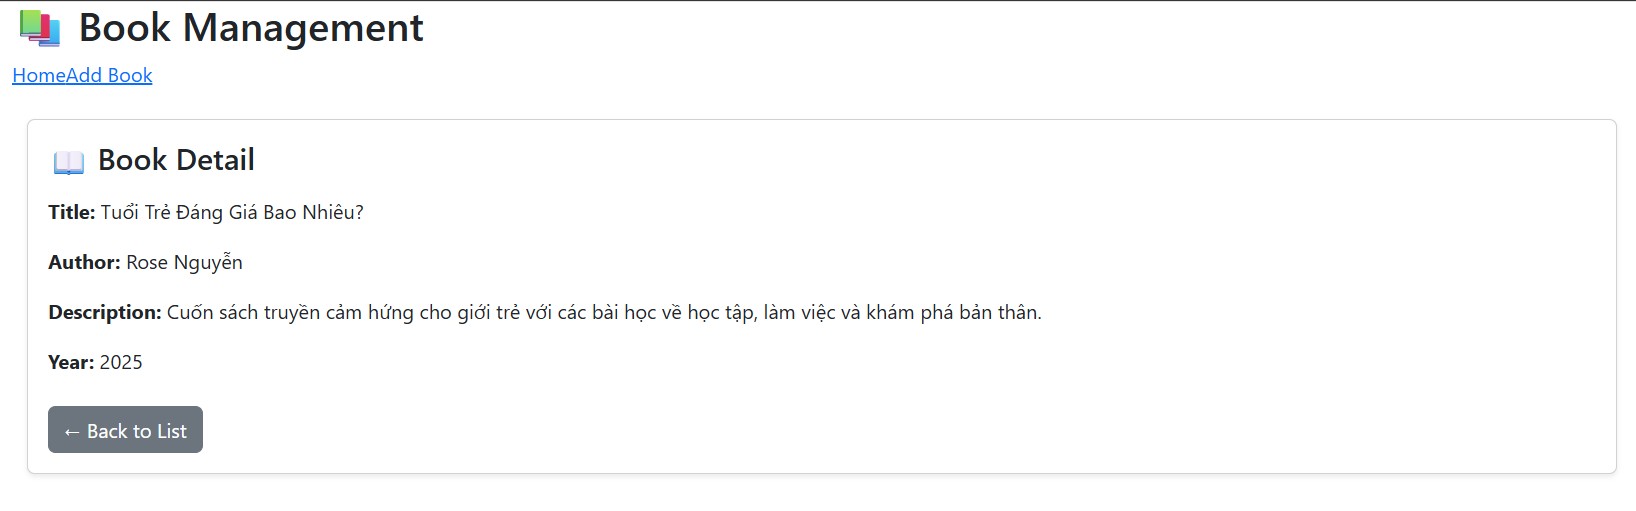 📚 Book Management
HomeAdd Book
📖 Book Detail
Title: Tuổi Trẻ Đáng Giá Bao Nhiêu?
Author: Rose Nguyễn
Description: Cuốn sách truyền cảm hứng cho giới trẻ với các bài học về học tập, làm việc và khám phá bản thân.
Year: 2025
← Back to List